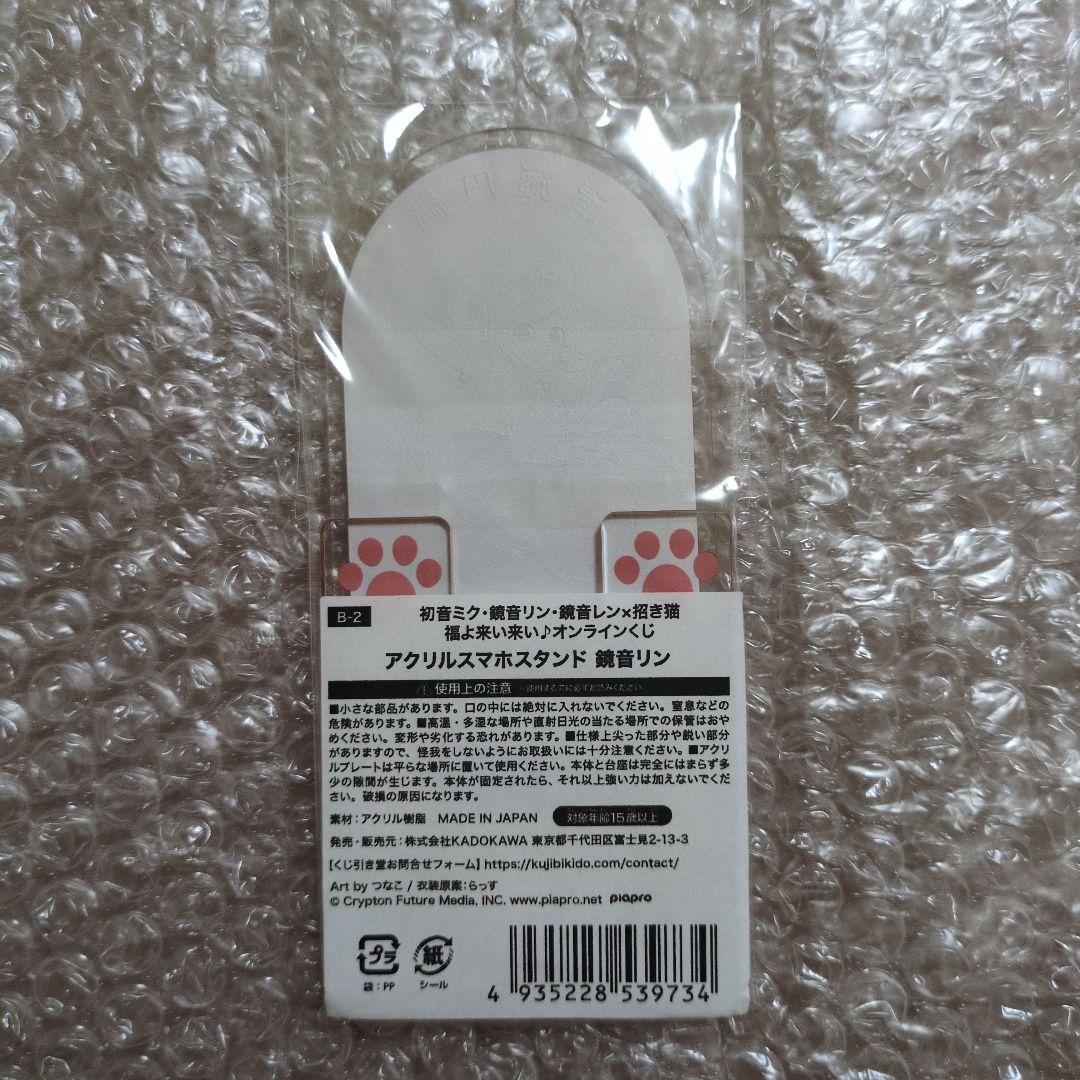 B-2
初音ミク・鏡音リン・鏡音レン×招き猫
福よ来い来い♪オンラインくじ
アクリルスマホスタンド 鏡音リン
使用上の注意 ～使用する前に必ずお読みください～
■小さな部品があります。口の中には絶対に入れないでください。窒息などの
危険があります。■高温・多湿な場所や直射日光の当たる場所での保管はおや
めください。変形や劣化する恐れがあります。■仕様上尖った部分や鋭い部分
がありますので、怪我をしないようにお取扱いには十分注意ください。■アクリ
ルプレートは平らな場所に置いて使用ください。本体と台座は完全にはまらず多
少の隙間が生じます。本体が固定されたら、それ以上強い力は加えないでくだ
さい。破損の原因になります。
素材：アクリル樹脂 MADE IN JAPAN 対象年齢15歳以上
発売・販売元：株式会社KADOKAWA 東京都千代田区富士見2-13-3
【くじ引き堂お問合せフォーム】https://kujibikido.com/contact/
Art by つなこ / 衣装原案：らっす
© Crypton Future Media, INC. www.piapro.net piapro
プラ 紙
袋：PP シール
4 935228 539734